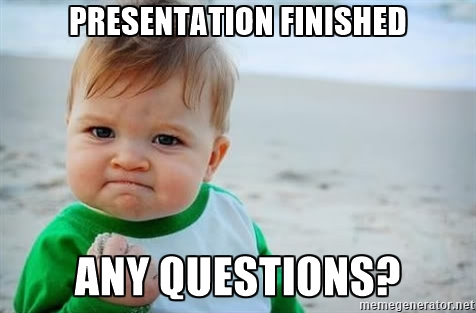 PRESENTATION FINISHED
ANY QUESTIONS?
memegenerator.net